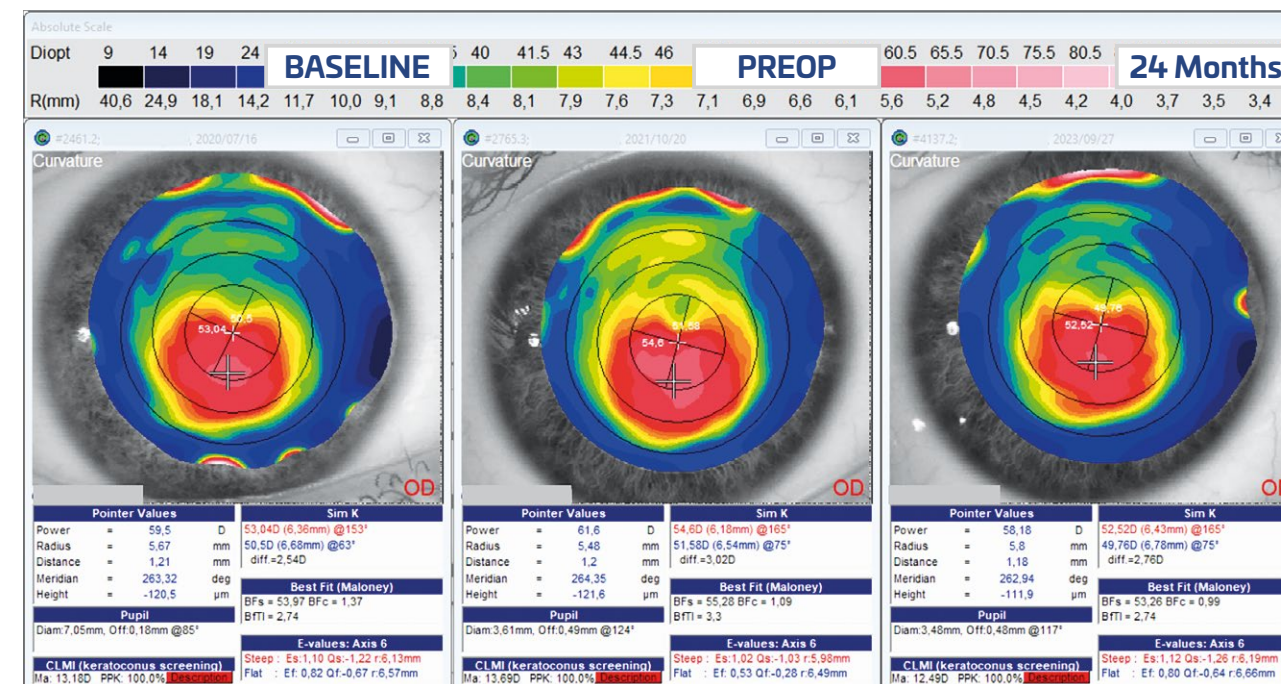 Absolute Scale
Diopt 9 14 19 24 40 41.5 43 44.5 46 60.5 65.5 70.5 75.5 80.5
BASELINE PREOP 24 Months
R(mm) 40,6 24,9 18,1 14,2 11,7 10,0 9,1 8,8 8,4 8,1 7,9 7,6 7,3 7,1 6,9 6,6 6,1 5,6 5,2 4,8 4,5 4,2 4,0 3,7 3,5 3,4
#2461.2; , 2020/07/16
Curvature
50,5
53,04
OD
Pointer Values
Power = 59,5 D
Radius = 5,67 mm
Distance = 1,21 mm
Meridian = 263,32 deg
Height = -120,5 µm
Pupil
Diam:7,05mm, Off:0,18mm @85°
CLMI (keratoconus screening)
Ma: 13,18D PPK: 100,0% Description
Sim K
53,04D (6,36mm) @153°
50,5D (6,68mm) @63°
diff.=2,54D
Best Fit (Maloney)
BFs = 53,97 BFc = 1,37
BfTI = 2,74
E-values: Axis 6
Steep : Es:1,10 Qs:-1,22 r:6,13mm
Flat : Ef: 0,82 Qf:-0,67 r:6,57mm
#2765.3; , 2021/10/20
Curvature
51,58
54,6
OD
Pointer Values
Power = 61,6 D
Radius = 5,48 mm
Distance = 1,2 mm
Meridian = 264,35 deg
Height = -121,6 µm
Pupil
Diam:3,61mm, Off:0,49mm @124°
CLMI (keratoconus screening)
Ma: 13,69D PPK: 100,0% Description
Sim K
54,6D (6,18mm) @165°
51,58D (6,54mm) @75°
diff.=3,02D
Best Fit (Maloney)
BFs = 55,28 BFc = 1,09
BfTI = 3,3
E-values: Axis 6
Steep : Es:1,02 Qs:-1,03 r:5,98mm
Flat : Ef: 0,53 Qf:-0,28 r:6,49mm
#4137.2; , 2023/09/27
Curvature
49,76
52,52
Pointer Values
Power = 58,18 D
Radius = 5,8 mm
Distance = 1,18 mm
Meridian = 262,94 deg
Height = -111,9 µm
Pupil
Diam:3,48mm, Off:0,48mm @117°
CLMI (keratoconus screening)
Ma: 12,49D PPK: 100,0% Description
Sim K
52,52D (6,43mm) @165°
49,76D (6,78mm) @75°
diff.=2,76D
Best Fit (Maloney)
BFs = 53,26 BFc = 0,99
BfTI = 2,74
E-values: Axis 6
Steep : Es:1,12 Qs:-1,26 r:6,19mm
Flat : Ef: 0,80 Qf:-0,64 r:6,66mm